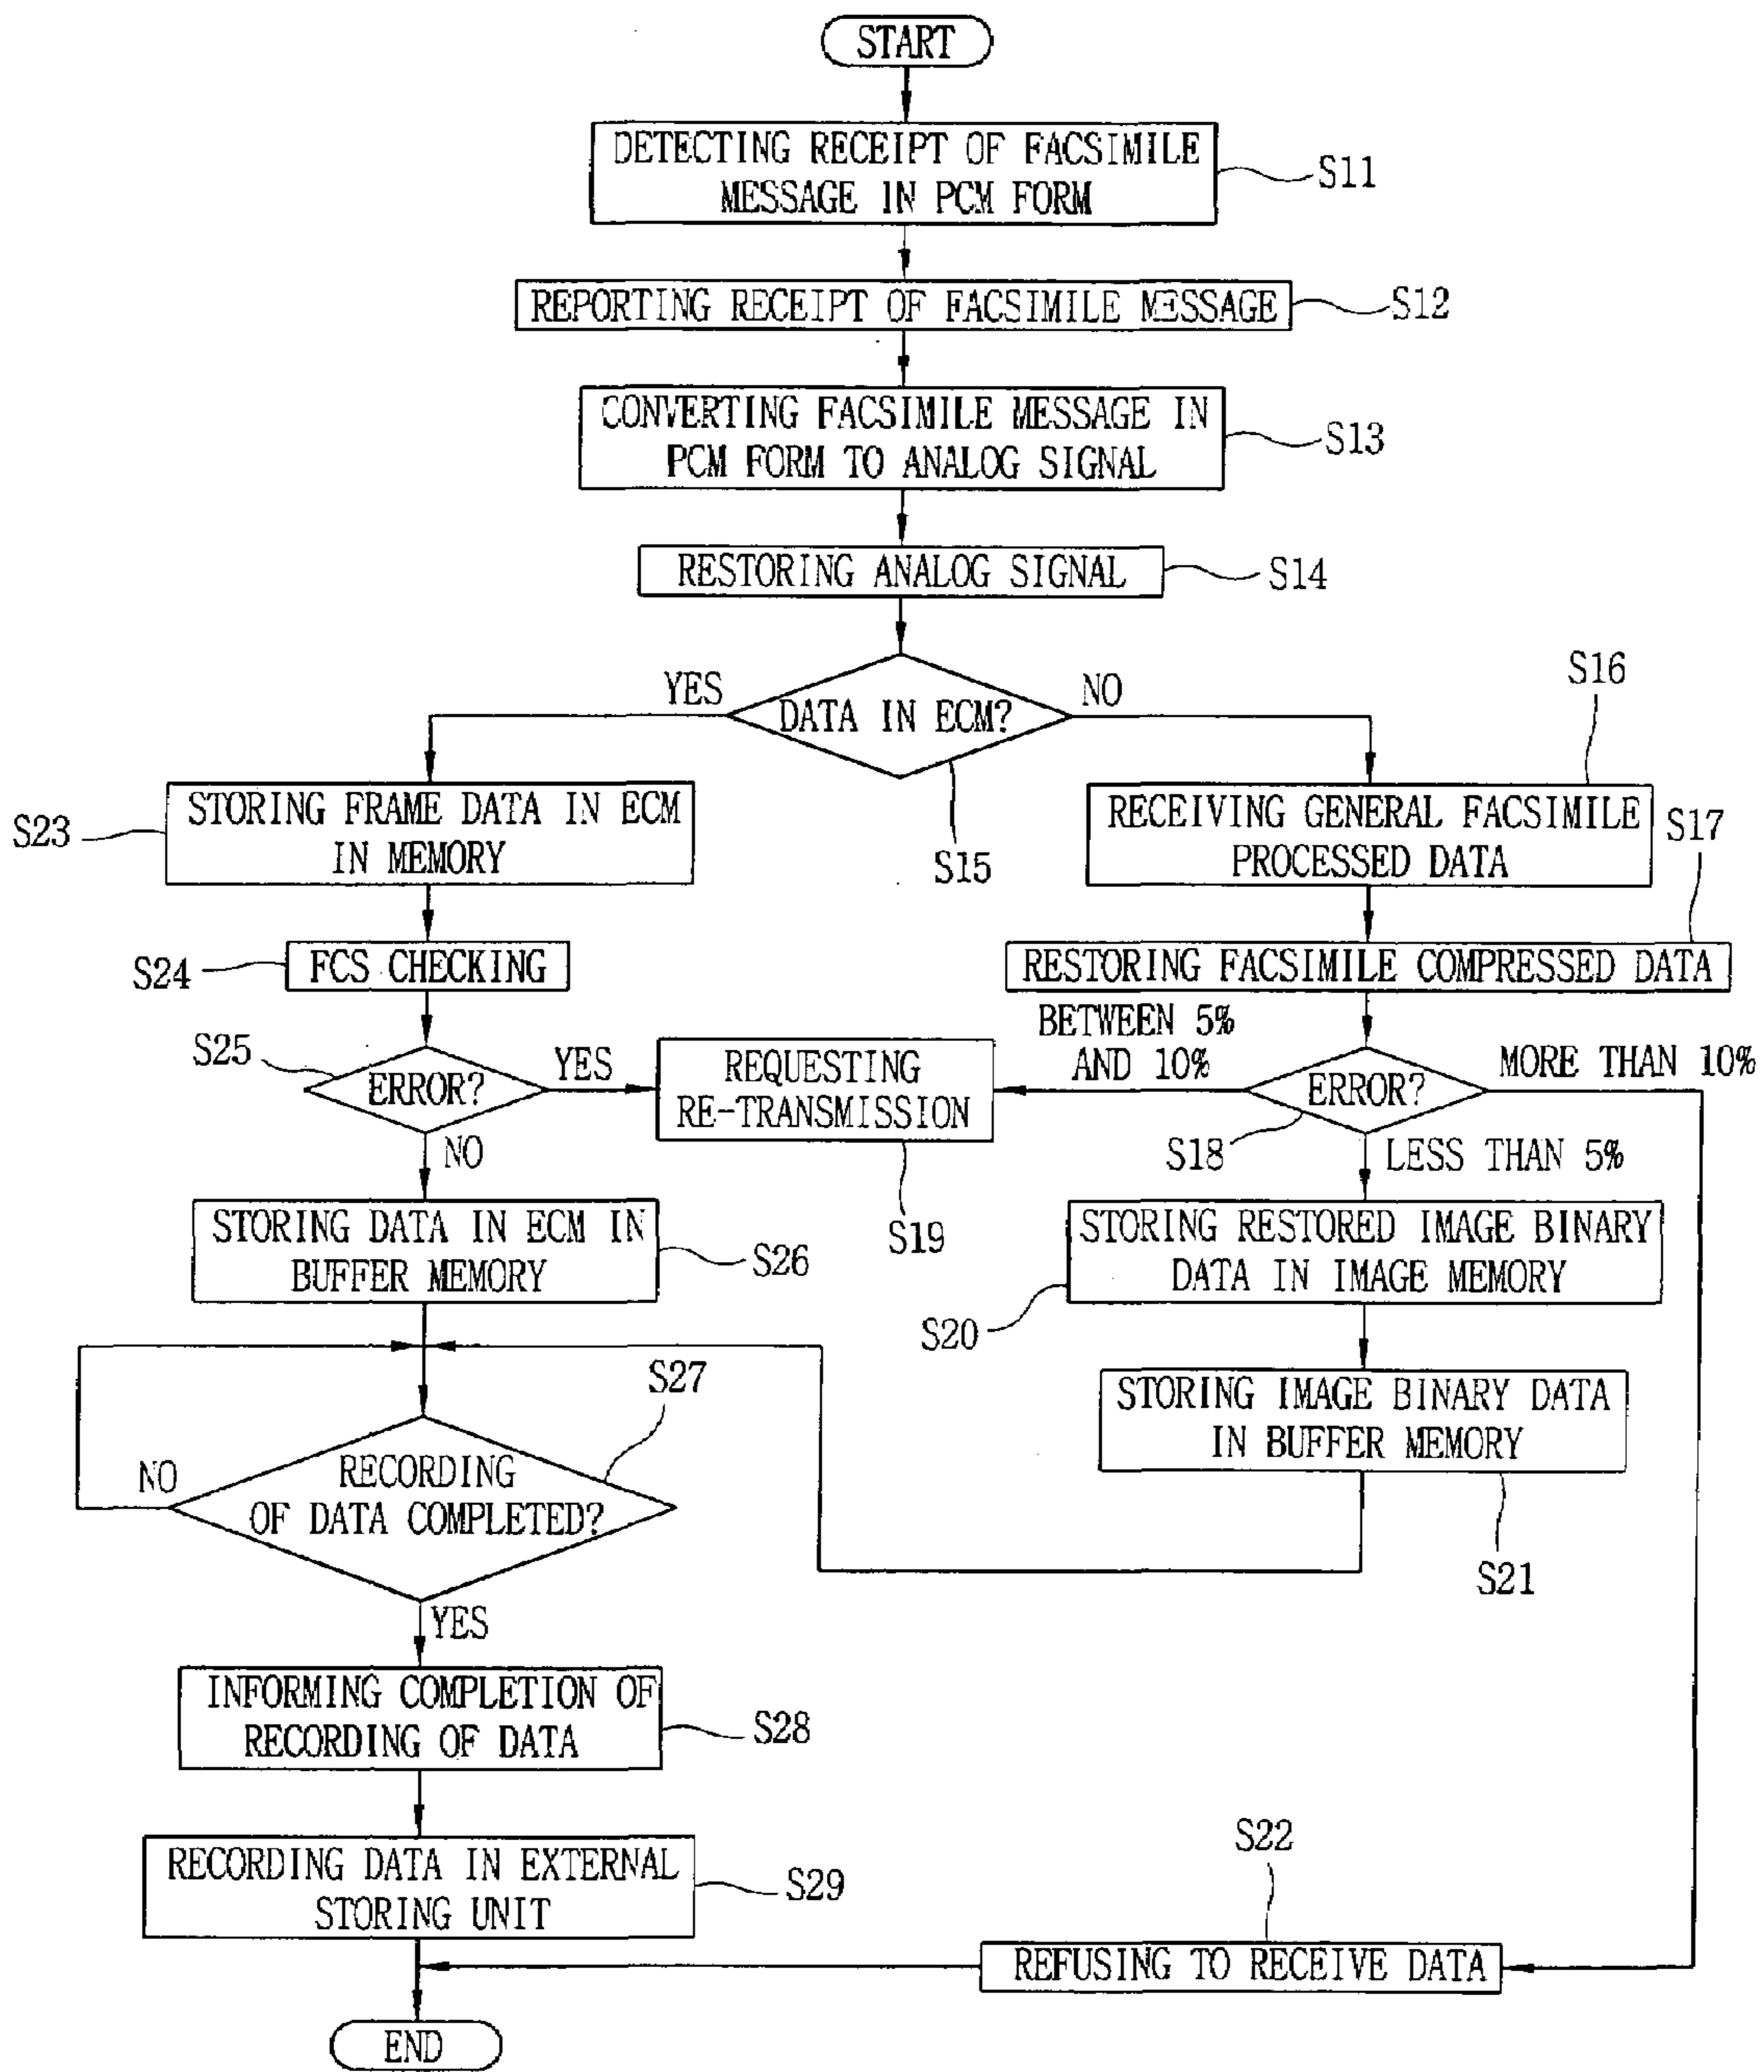 START
DETECTING RECEIPT OF FACSIMILE
MESSAGE IN PCM FORM
S11
REPORTING RECEIPT OF FACSIMILE MESSAGE
S12
CONVERTING FACSIMILE MESSAGE IN
PCM FORM TO ANALOG SIGNAL
S13
RESTORING ANALOG SIGNAL
S14
YES
DATA IN ECM?
NO
S15
S16
RECEIVING GENERAL FACSIMILE
PROCESSED DATA
S17
S23
STORING FRAME DATA IN ECM
IN MEMORY
S24
FCS CHECKING
RESTORING FACSIMILE COMPRESSED DATA
S25
ERROR?
YES
NO
REQUESTING
RE-TRANSMISSION
S19
BETWEEN 5%
AND 10%
ERROR?
MORE THAN 10%
S18
LESS THAN 5%
STORING DATA IN ECM IN
BUFFER MEMORY
S26
STORING RESTORED IMAGE BINARY
DATA IN IMAGE MEMORY
S20
STORING IMAGE BINARY DATA
IN BUFFER MEMORY
S21
S27
NO
RECORDING
OF DATA COMPLETED?
YES
INFORMING COMPLETION OF
RECORDING OF DATA
S28
RECORDING DATA IN EXTERNAL
STORING UNIT
S29
S22
REFUSING TO RECEIVE DATA
END